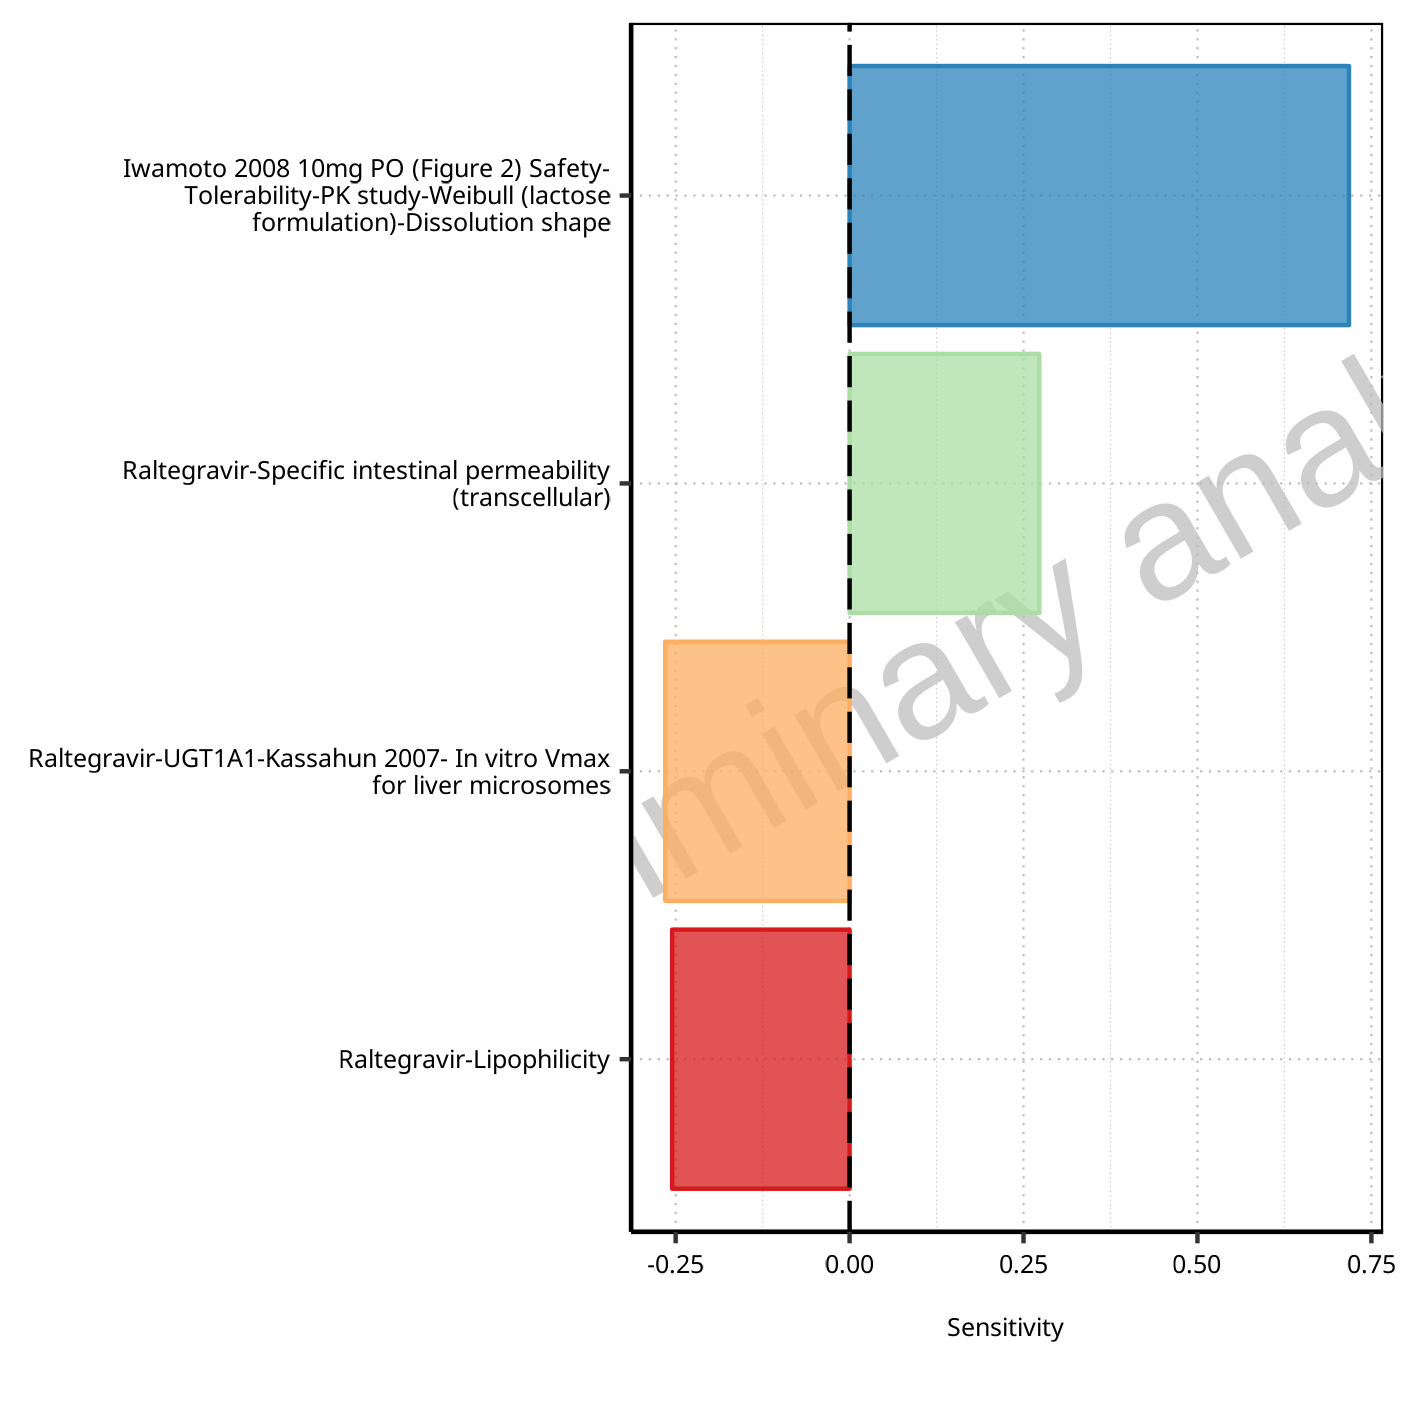 Iwamoto 2008 10mg PO (Figure 2) Safety-
Tolerability-PK study-Weibull (lactose
formulation)-Dissolution shape
Raltegravir-Specific intestinal permeability
(transcellular)
Raltegravir-UGT1A1-Kassahun 2007- In vitro Vmax
for liver microsomes
Raltegravir-Lipophilicity
minary anal
-0.25 0.00 0.25 0.50 0.75
Sensitivity